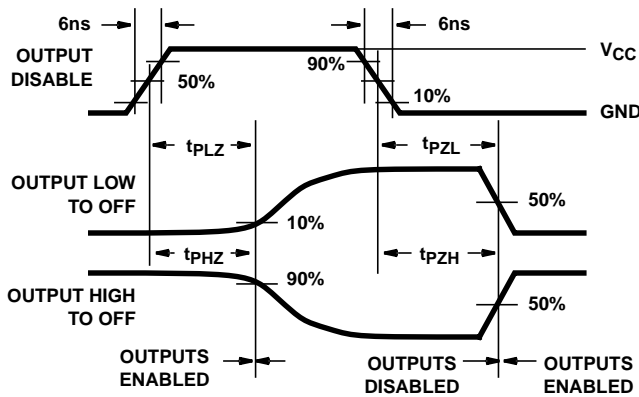 6ns
6ns
OUTPUT
DISABLE
90%
50%
10%
VCC
GND
tPLZ
tPZL
OUTPUT LOW
TO OFF
10%
50%
tPHZ
tPZH
OUTPUT HIGH
TO OFF
90%
50%
OUTPUTS
ENABLED
OUTPUTS
DISABLED
OUTPUTS
ENABLED